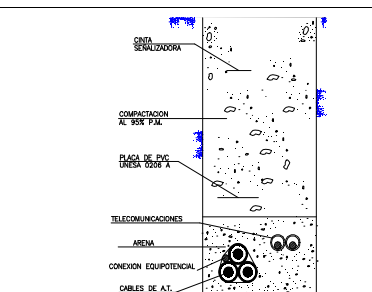 CINTA
SEÑALIZADORA
COMPACTACION
AL 95% P.M.
PLACA DE PVC
UNESA 0206 A
TELECOMUNICACIONES
ARENA
CONEXION EQUIPOTENCIAL
CABLES DE A.T.